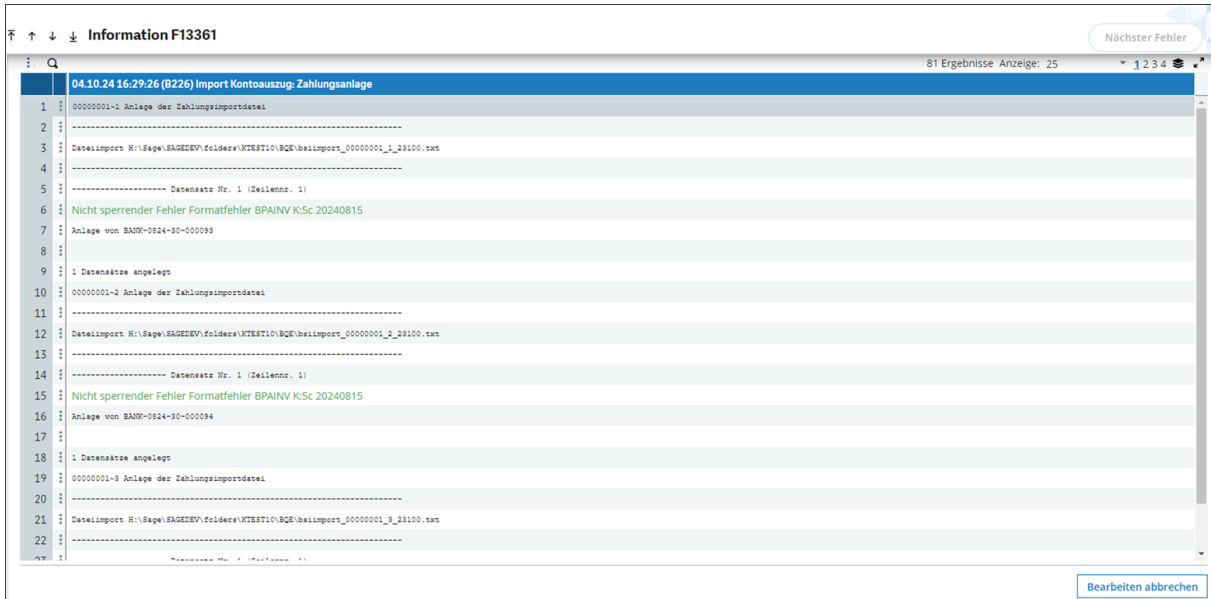 Information F13361
Nächster Fehler
81 Ergebnisse Anzeige: 25 1 2 3 4
04.10.24 16:29:26 (B226) Import Kontoauszug: Zahlungsanlage
1 00000001-1 Anlage der Zahlungsimportdatei
2 ----------------------------------------------------------------------
3 Dateiimport H:\Sage\SAGEDEV\folders\KTEST10\BQE\bsiimport_00000001_1_23100.txt
4 ----------------------------------------------------------------------
5 -------------------- Datensatz Nr. 1 (Zeilennr. 1)
6 Nicht sperrender Fehler Formatfehler BPAINV K:5c 20240815
7 Anlage von BANK-0824-30-000093
8
9 1 Datensätze angelegt
10 00000001-2 Anlage der Zahlungsimportdatei
11 ----------------------------------------------------------------------
12 Dateiimport H:\Sage\SAGEDEV\folders\KTEST10\BQE\bsiimport_00000001_2_23100.txt
13 ----------------------------------------------------------------------
14 -------------------- Datensatz Nr. 1 (Zeilennr. 1)
15 Nicht sperrender Fehler Formatfehler BPAINV K:5c 20240815
16 Anlage von BANK-0824-30-000094
17
18 1 Datensätze angelegt
19 00000001-3 Anlage der Zahlungsimportdatei
20 ----------------------------------------------------------------------
21 Dateiimport H:\Sage\SAGEDEV\folders\KTEST10\BQE\bsiimport_00000001_3_23100.txt
22 ----------------------------------------------------------------------
23 -------------------- Datensatz Nr. 1 (Zeilennr. 1)
Bearbeiten abbrechen